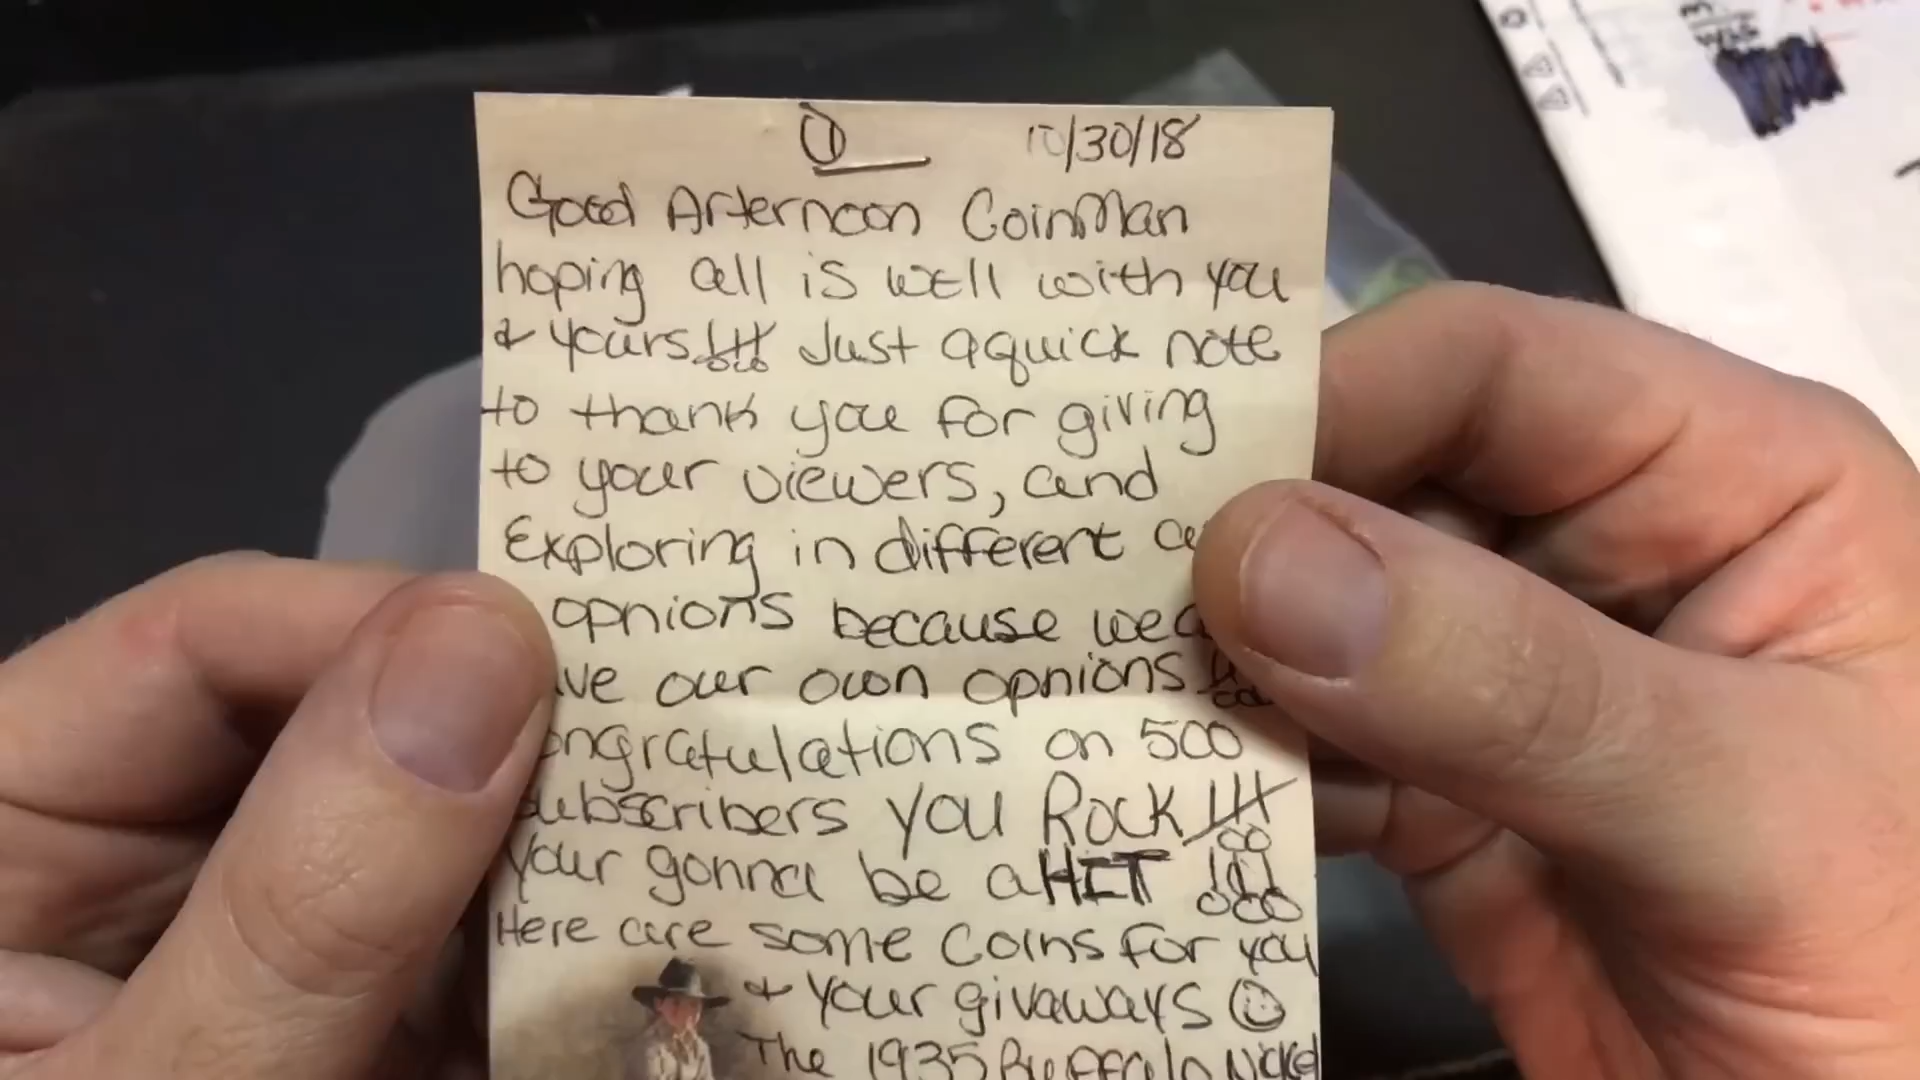 ① 10/30/18
Good Afternoon CoinMan
hoping all is well with you
& yours!!! Just a quick note
to thank you for giving
to your viewers, and
Exploring in different
opnions because we
our own opnions
ongratulations on 500
subscribers you Rock!!!
your gonna be a HIT!!!
Here are some Coins for you
& your givaways ☺
The 1935 Buffalo Nickel